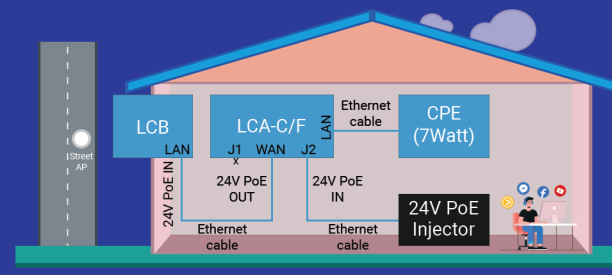 Street
AP
LCB
LAN
24V PoE IN
LCA-C/F
LAN
J1 WAN J2
x
Ethernet
cable
CPE
(7Watt)
24V PoE
OUT
24V PoE
IN
Ethernet
cable
Ethernet
cable
24V PoE
Injector